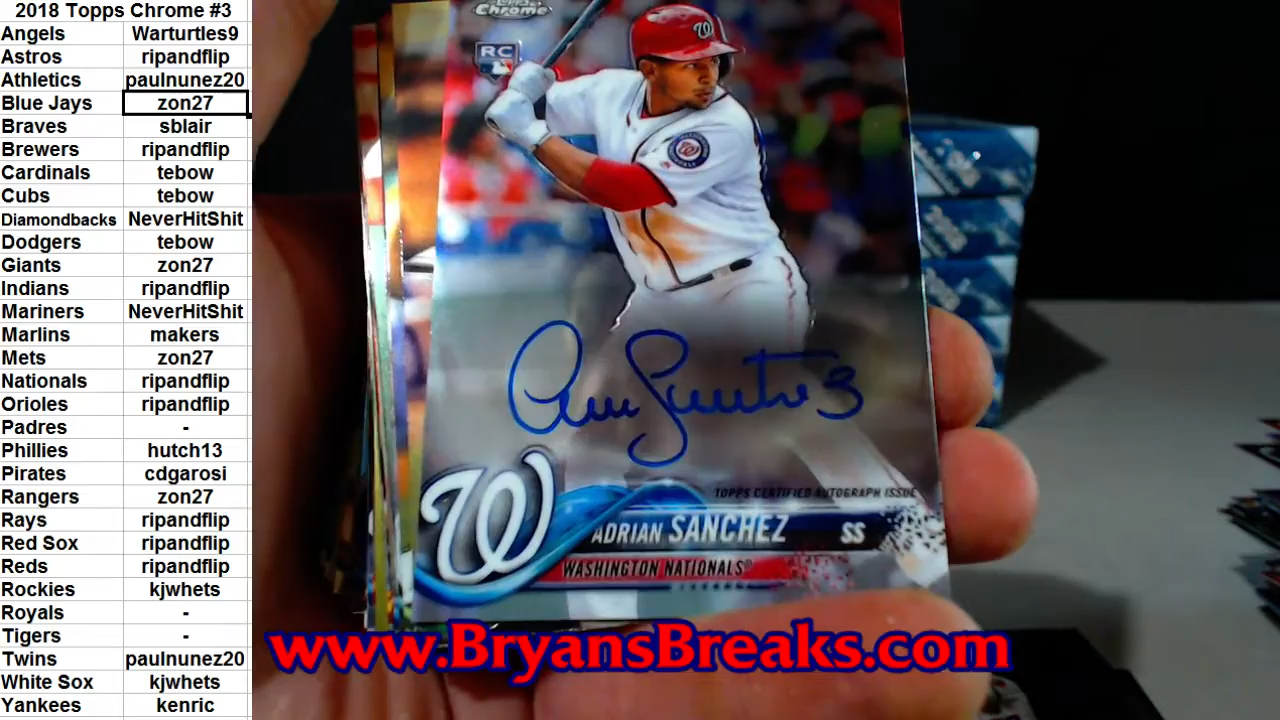 2018 Topps Chrome #3
Angels Warturtles9
Astros ripandflip
Athletics paulnunez20
Blue Jays zon27
Braves sblair
Brewers ripandflip
Cardinals tebow
Cubs tebow
Diamondbacks NeverHitShit
Dodgers tebow
Giants zon27
Indians ripandflip
Mariners NeverHitShit
Marlins makers
Mets zon27
Nationals ripandflip
Orioles ripandflip
Padres -
Phillies hutch13
Pirates cdgarosi
Rangers zon27
Rays ripandflip
Red Sox ripandflip
Reds ripandflip
Rockies kjwhets
Royals -
Tigers -
Twins paulnunez20
White Sox kjwhets
Yankees kenric
Chrome
RC
W
TOPPS CERTIFIED AUTOGRAPH ISSUE
ADRIAN SANCHEZ SS
WASHINGTON NATIONALS®
www.BryansBreaks.com